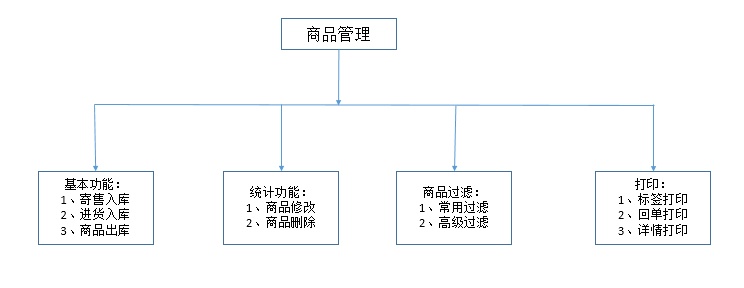 商品管理
基本功能：
1、寄售入库
2、进货入库
3、商品出库
统计功能：
1、商品修改
2、商品删除
商品过滤：
1、常用过滤
2、高级过滤
打印：
1、标签打印
2、回单打印
3、详情打印